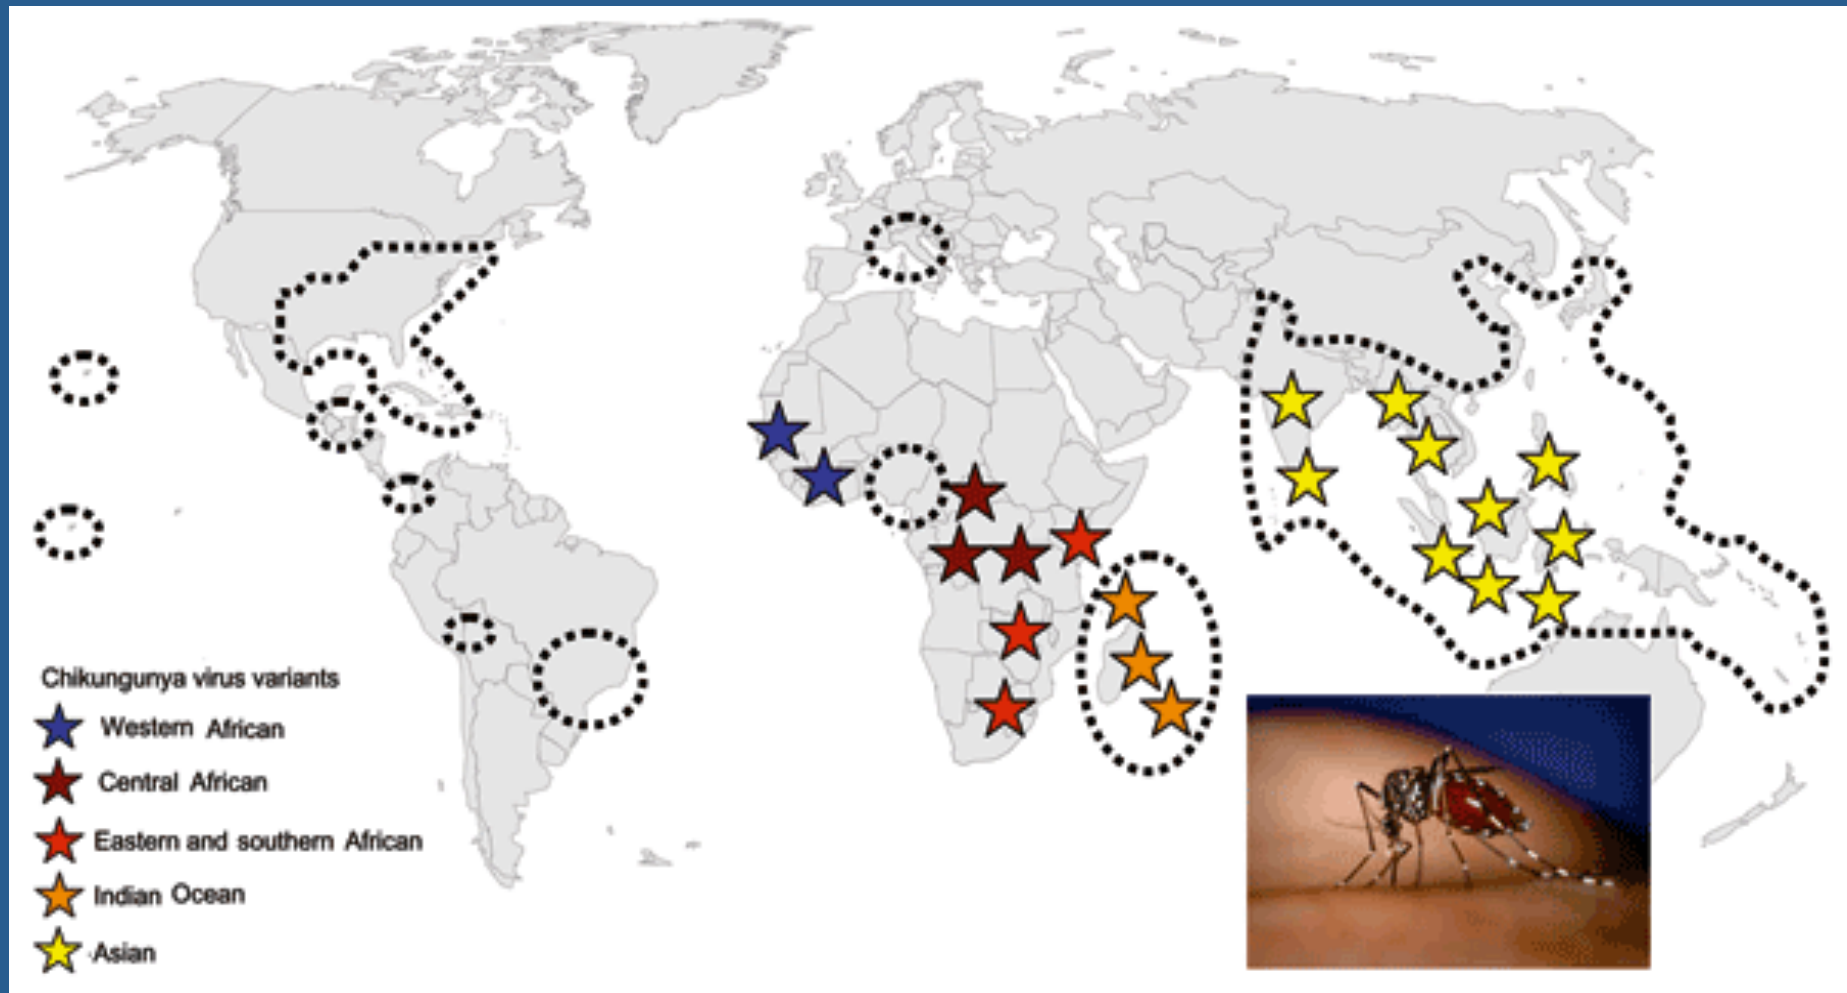 Chikungunya virus variants
Western African
Central African
Eastern and southern African
Indian Ocean
Asian